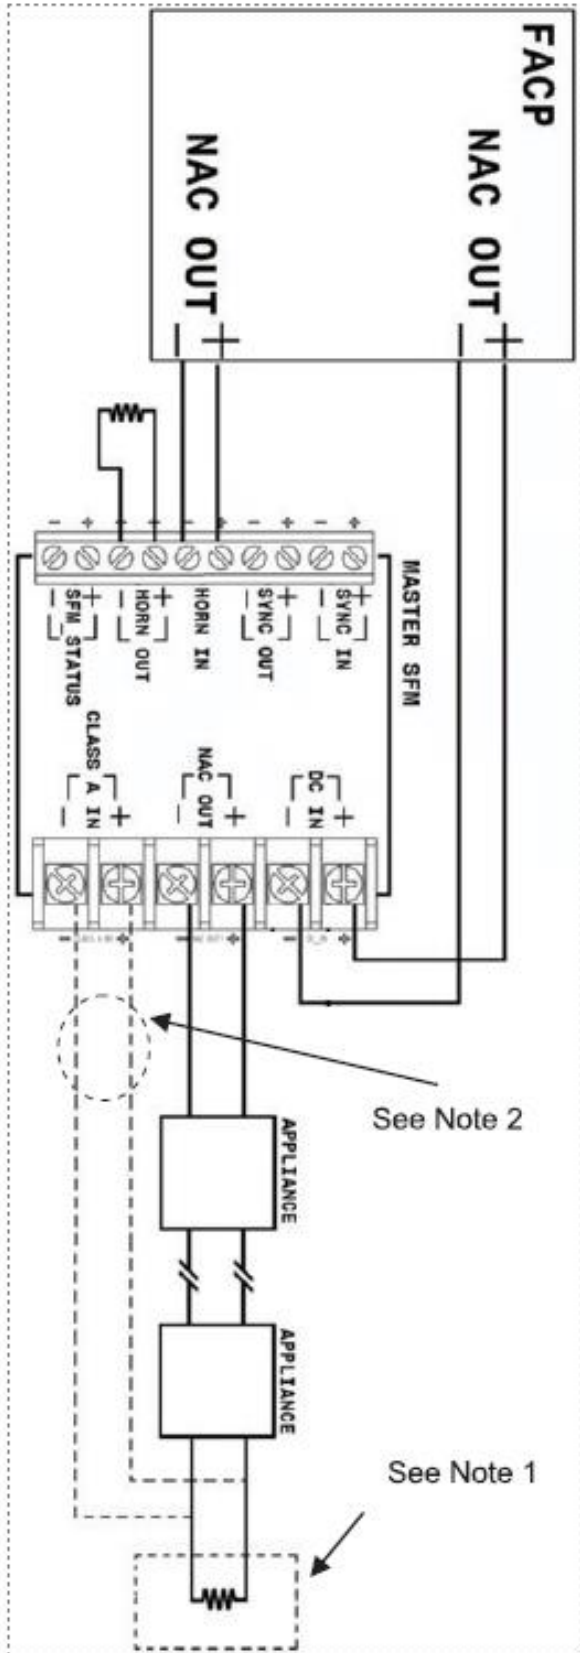 FACP
NAC OUT
NAC OUT
- +
- +
- + - - - + - + - +
MASTER SFM
- +
SFM STATUS
- +
HORN OUT
HORN IN
- +
SYNC OUT
- +
SYNC IN
CLASS A IN
- +
NAC OUT
- +
DC IN
- +
See Note 2
APPLIANCE
APPLIANCE
See Note 1